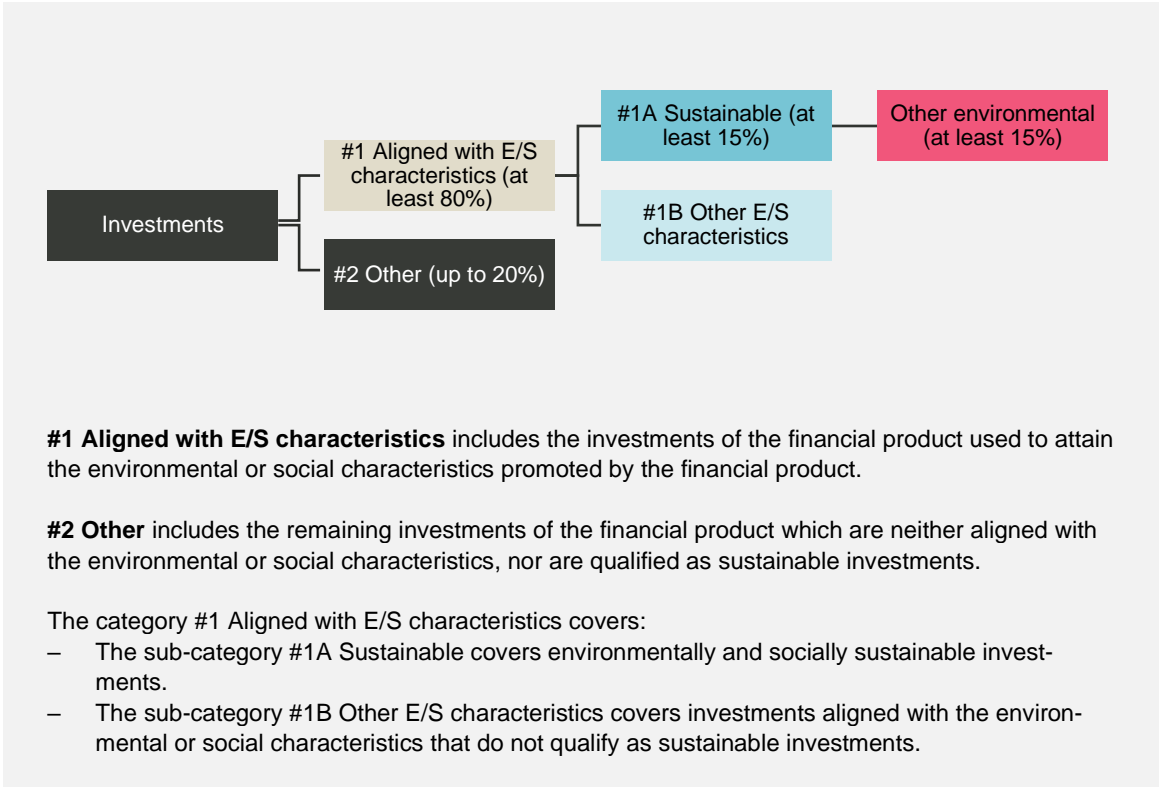 #1A Sustainable (at
least 15%)
Other environmental
(at least 15%)
#1 Aligned with E/S
characteristics (at
least 80%)
Investments
#1B Other E/S
characteristics
#2 Other (up to 20%)
#1 Aligned with E/S characteristics includes the investments of the financial product used to attain
the environmental or social characteristics promoted by the financial product.
#2 Other includes the remaining investments of the financial product which are neither aligned with
the environmental or social characteristics, nor are qualified as sustainable investments.
The category #1 Aligned with E/S characteristics covers:
– The sub-category #1A Sustainable covers environmentally and socially sustainable invest-
ments.
– The sub-category #1B Other E/S characteristics covers investments aligned with the environ-
mental or social characteristics that do not qualify as sustainable investments.